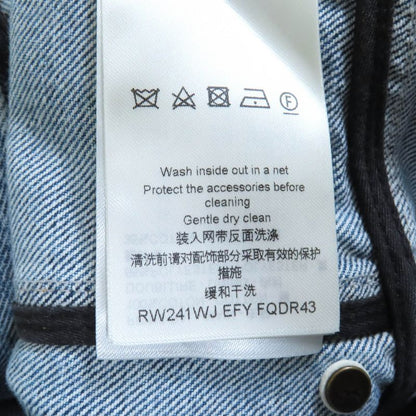 F
Wash inside out in a net
Protect the accessories before
cleaning
Gentle dry clean
装入网带反面洗涤
清洗前请对配饰部分采取有效的保护
措施
缓和干洗
RW241WJ EFY FQDR43